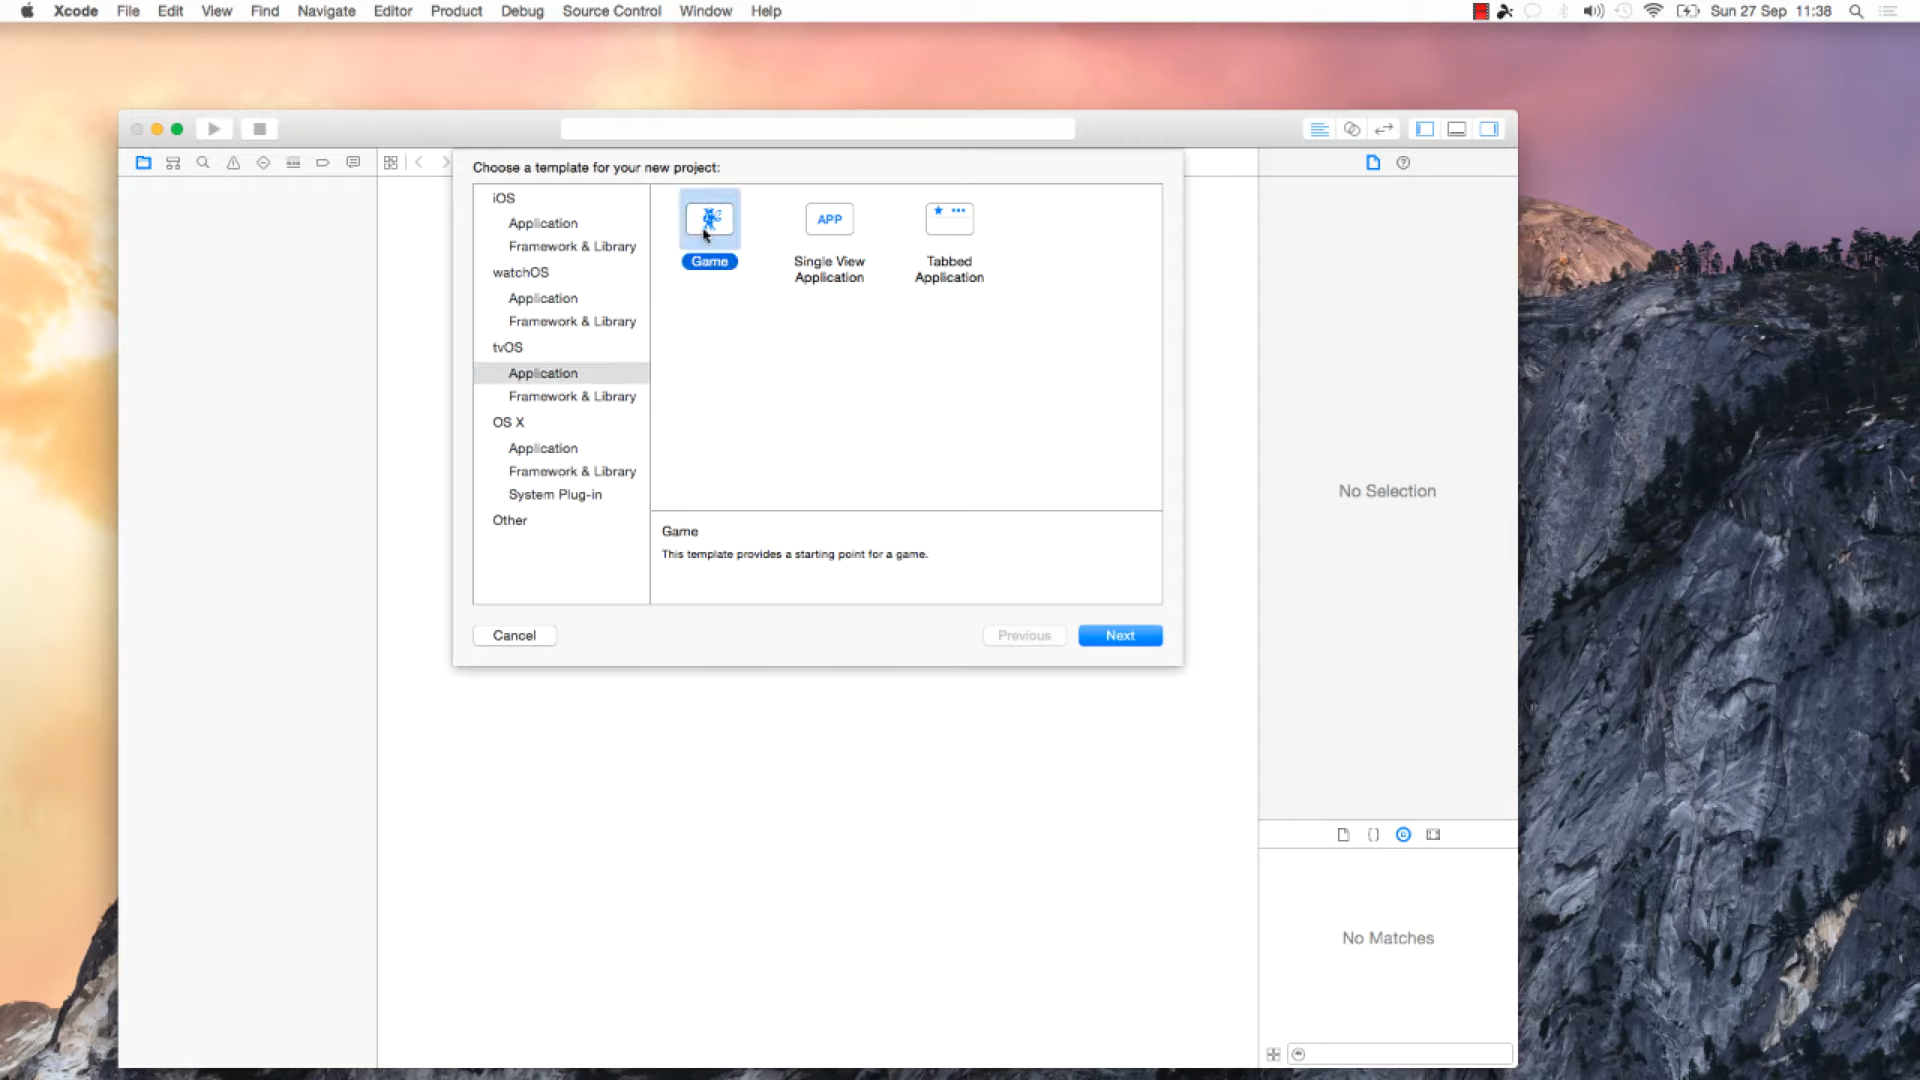 Xcode File Edit View Find Navigate Editor Product Debug Source Control Window Help Sun 27 Sep 11:38
Choose a template for your new project:
iOS
Application
Framework & Library
watchOS
Application
Framework & Library
tvOS
Application
Framework & Library
OS X
Application
Framework & Library
System Plug-in
Other
APP
Game
Single View
Application
Tabbed
Application
Game
This template provides a starting point for a game.
Cancel
Previous
Next
No Selection
No Matches